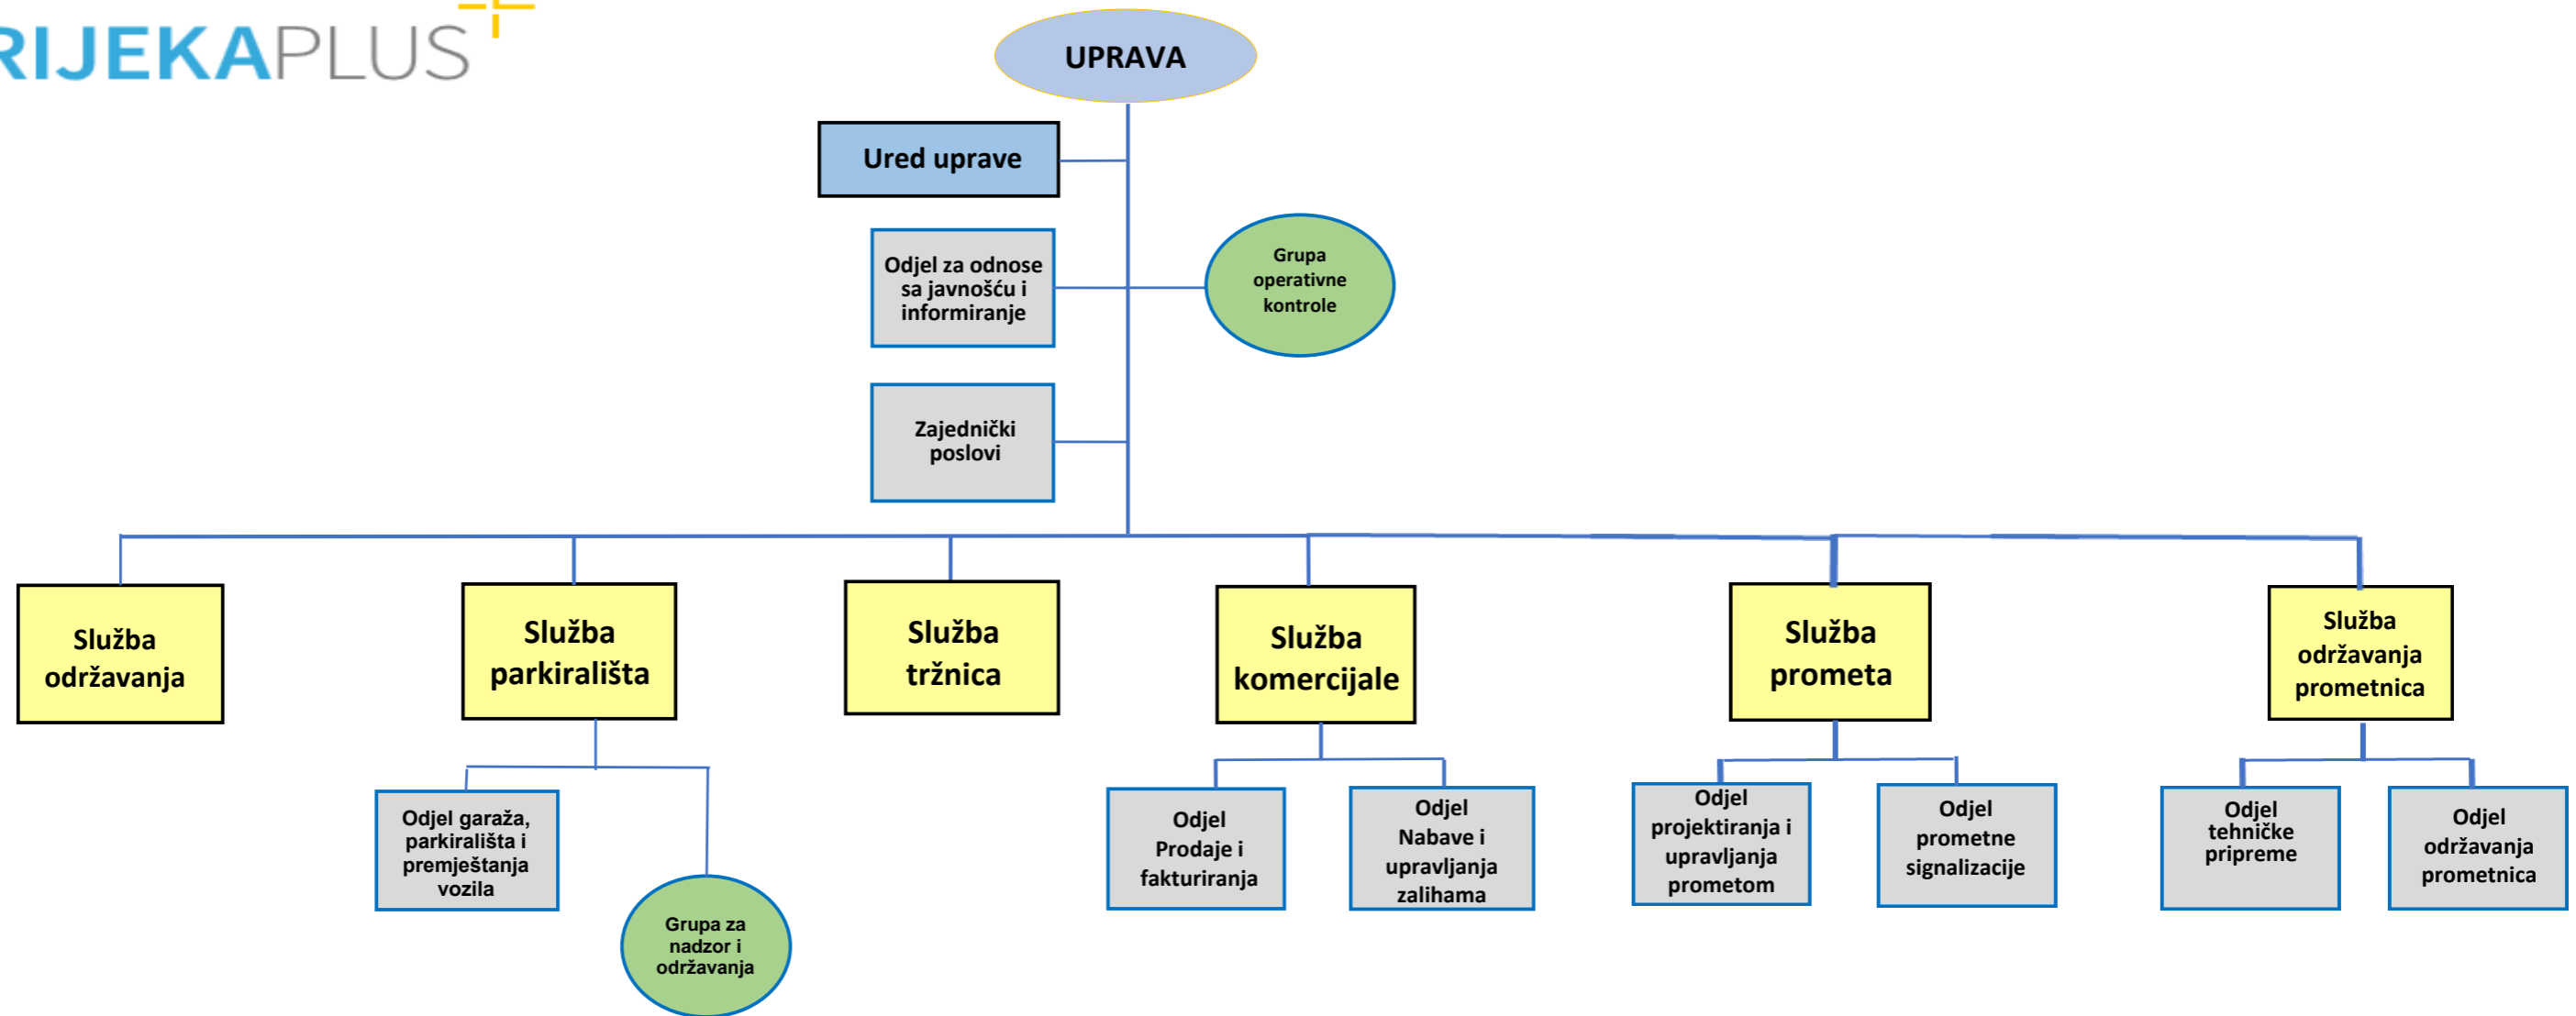 RIJEKAPLUS
UPRAVA
Ured uprave
Odjel za odnose
sa javnošću i
informiranje
Grupa
operativne
kontrole
Zajednički
poslovi
Služba
održavanja
Služba
parkirališta
Služba
tržnica
Služba
komercijale
Služba
prometa
Služba
održavanja
prometnica
Odjel garaža,
parkirališta i
premještanja
vozila
Grupa za
nadzor i
održavanja
Odjel
Prodaje i
fakturiranja
Odjel
Nabave i
upravljanja
zalihama
Odjel
projektiranja i
upravljanja
prometom
Odjel
prometne
signalizacije
Odjel
tehničke
pripreme
Odjel
održavanja
prometnica